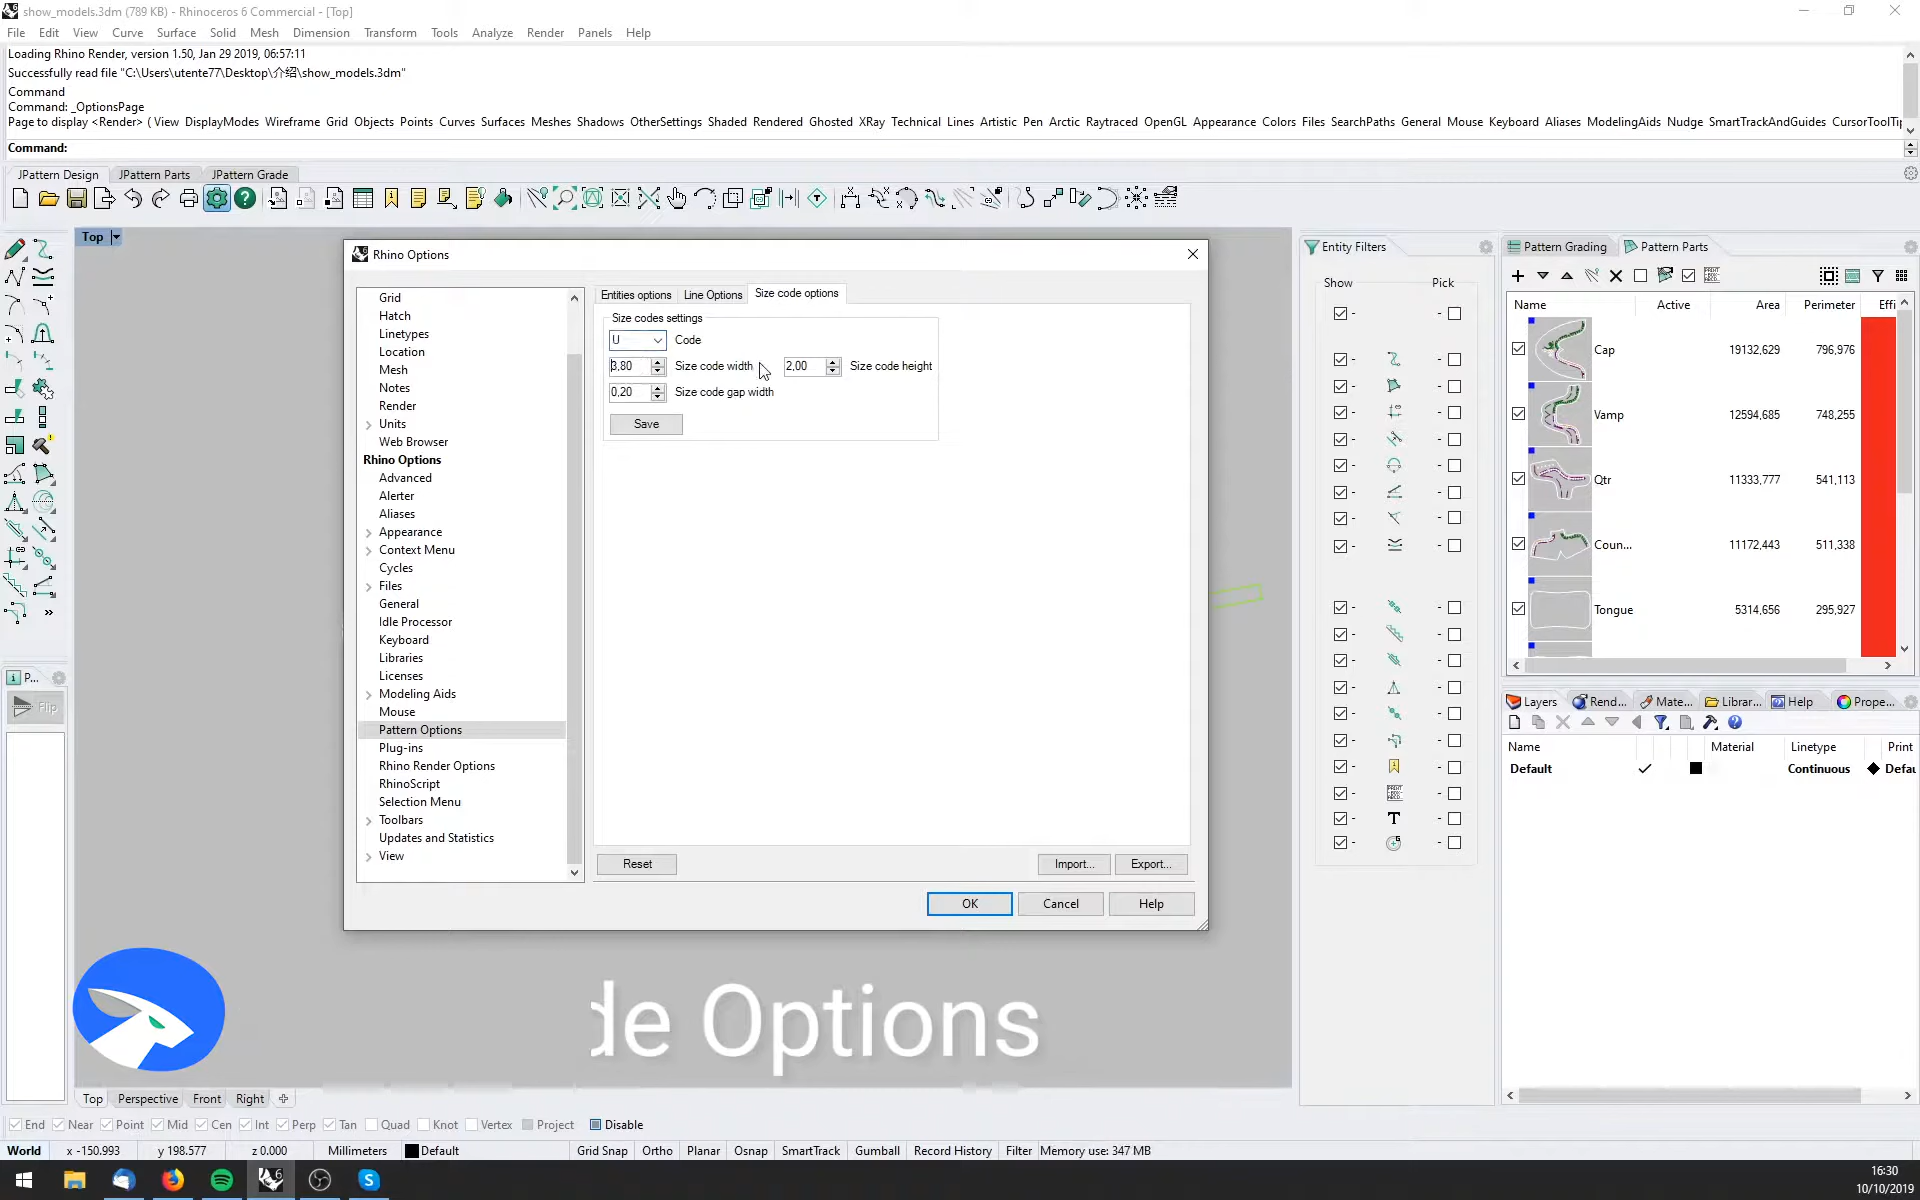 show_models.3dm (789 KB) - Rhinoceros 6 Commercial - [Top]
File Edit View Curve Surface Solid Mesh Dimension Transform Tools Analyze Render Panels Help
Loading Rhino Render, version 1.50, Jan 29 2019, 06:57:11
Successfully read file "C:\Users\utente77\Desktop\介绍\show_models.3dm"
Command
Command: _OptionsPage
Page to display <Render> ( View DisplayModes Wireframe Grid Objects Points Curves Surfaces Meshes Shadows OtherSettings Shaded Rendered Ghosted XRay Technical Lines Artistic Pen Arctic Raytraced OpenGL Appearance Colors Files SearchPaths General Mouse Keyboard Aliases ModelingAids Nudge SmartTrackAndGuides CursorToolTip
Command:
JPattern Design JPattern Parts JPattern Grade
Top
Rhino Options
Grid
Hatch
Linetypes
Location
Mesh
Notes
Render
Units
Web Browser
Rhino Options
Advanced
Alerter
Aliases
Appearance
Context Menu
Cycles
Files
General
Idle Processor
Keyboard
Libraries
Licenses
Modeling Aids
Mouse
Pattern Options
Plug-ins
Rhino Render Options
RhinoScript
Selection Menu
Toolbars
Updates and Statistics
View
Entities options Line Options Size code options
Size codes settings
U Code
3,80 Size code width 2,00 Size code height
0,20 Size code gap width
Save
Reset Import... Export...
OK Cancel Help
Entity Filters
Show Pick
T
Pattern Grading Pattern Parts
Name Active Area Perimeter Effi
Cap 19132,629 796,976
Vamp 12594,685 748,255
Qtr 11333,777 541,113
Coun... 11172,443 511,338
Tongue 5314,656 295,927
Layers Rend... Mate... Librar... Help Prope...
Name Material Linetype Print
Default Continuous Defau
P...
Flip
de Options
Top Perspective Front Right
End Near Point Mid Cen Int Perp Tan Quad Knot Vertex Project Disable
World x -150.993 y 198.577 z 0.000 Millimeters Default Grid Snap Ortho Planar Osnap SmartTrack Gumball Record History Filter Memory use: 347 MB
16:30
10/10/2019